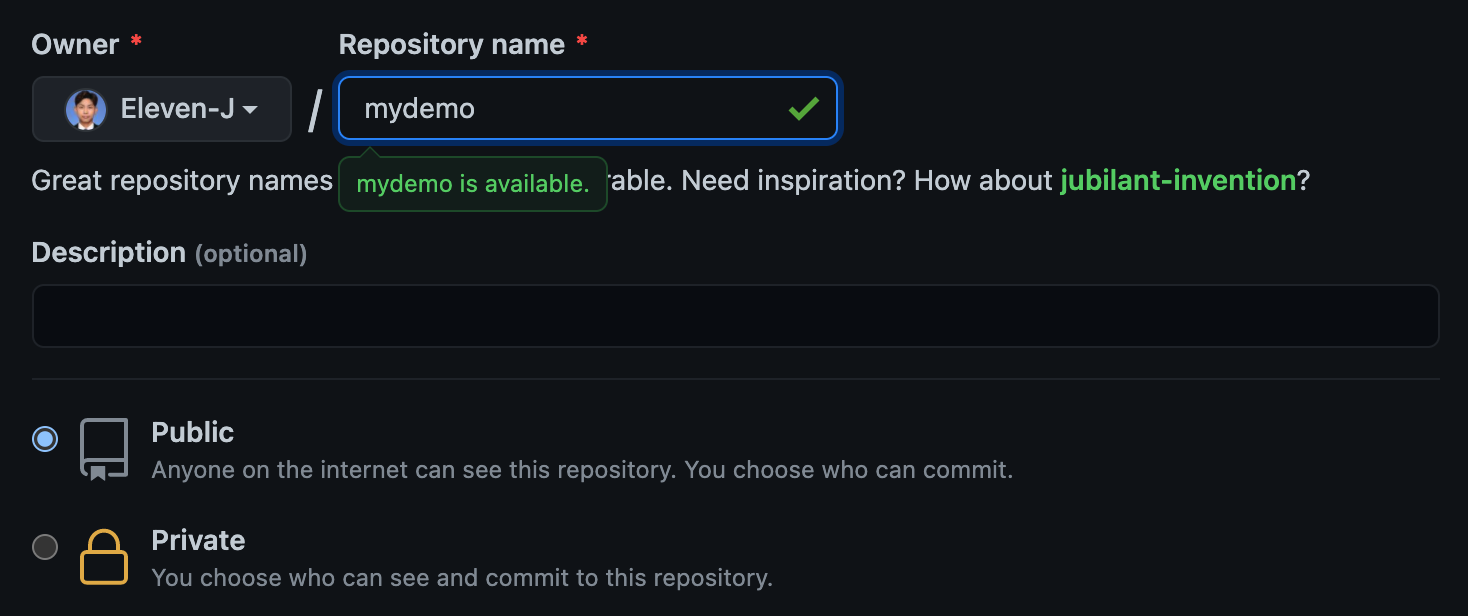 Owner * Repository name *
Eleven-J / mydemo
Great repository names rable. Need inspiration? How about jubilant-invention?
mydemo is available.
Description (optional)
Public
Anyone on the internet can see this repository. You choose who can commit.
Private
You choose who can see and commit to this repository.